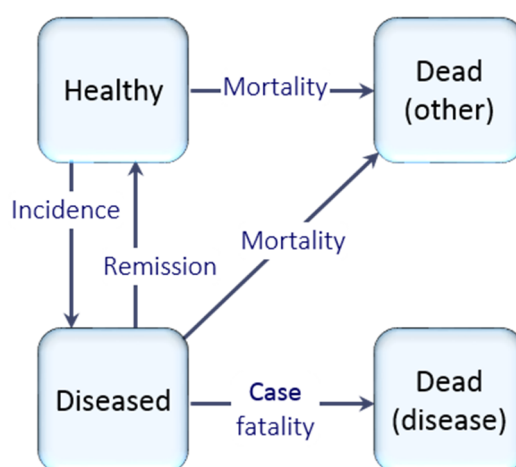 Healthy
Mortality
Dead
(other)
Incidence
Remission
Mortality
Diseased
Case
fatality
Dead
(disease)